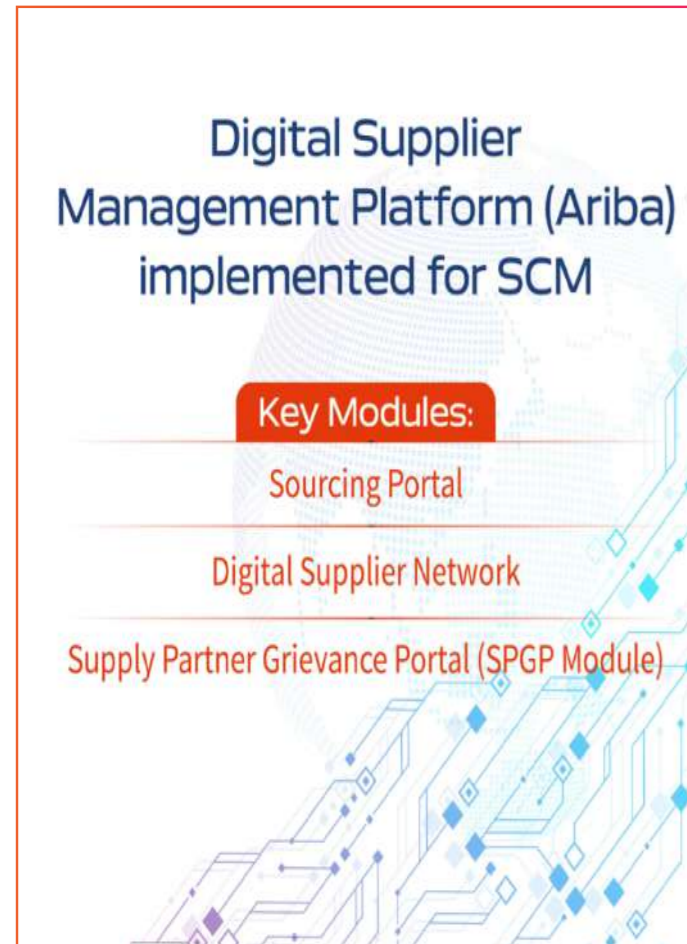 Digital Supplier
Management Platform (Ariba)
implemented for SCM
Key Modules:
Sourcing Portal
Digital Supplier Network
Supply Partner Grievance Portal (SPGP Module)